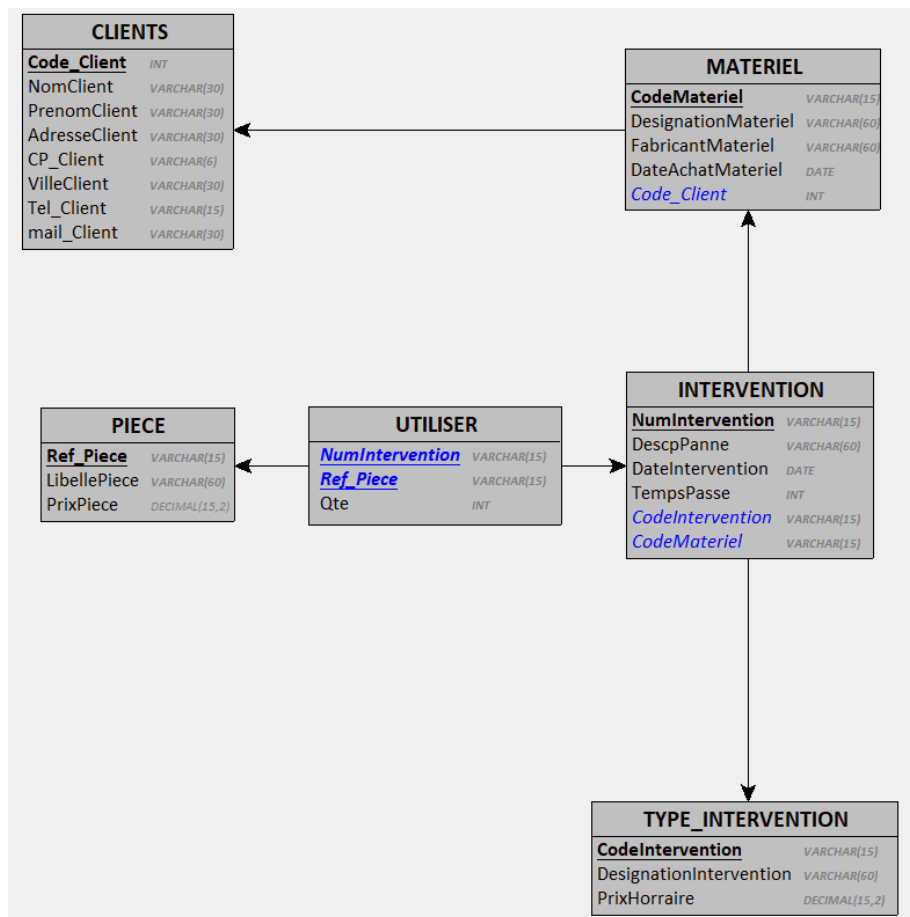 CLIENTS
Code_Client INT
NomClient VARCHAR(30)
PrenomClient VARCHAR(30)
AdresseClient VARCHAR(30)
CP_Client VARCHAR(6)
VilleClient VARCHAR(30)
Tel_Client VARCHAR(15)
mail_Client VARCHAR(30)
MATERIEL
CodeMateriel VARCHAR(15)
DesignationMateriel VARCHAR(60)
FabricantMateriel VARCHAR(60)
DateAchatMateriel DATE
Code_Client INT
PIECE
Ref_Piece VARCHAR(15)
LibellePiece VARCHAR(60)
PrixPiece DECIMAL(15,2)
UTILISER
NumIntervention VARCHAR(15)
Ref_Piece VARCHAR(15)
Qte INT
INTERVENTION
NumIntervention VARCHAR(15)
DescpPanne VARCHAR(60)
DateIntervention DATE
TempsPasse INT
CodeIntervention VARCHAR(15)
CodeMateriel VARCHAR(15)
TYPE_INTERVENTION
CodeIntervention VARCHAR(15)
DesignationIntervention VARCHAR(60)
PrixHorraire DECIMAL(15,2)